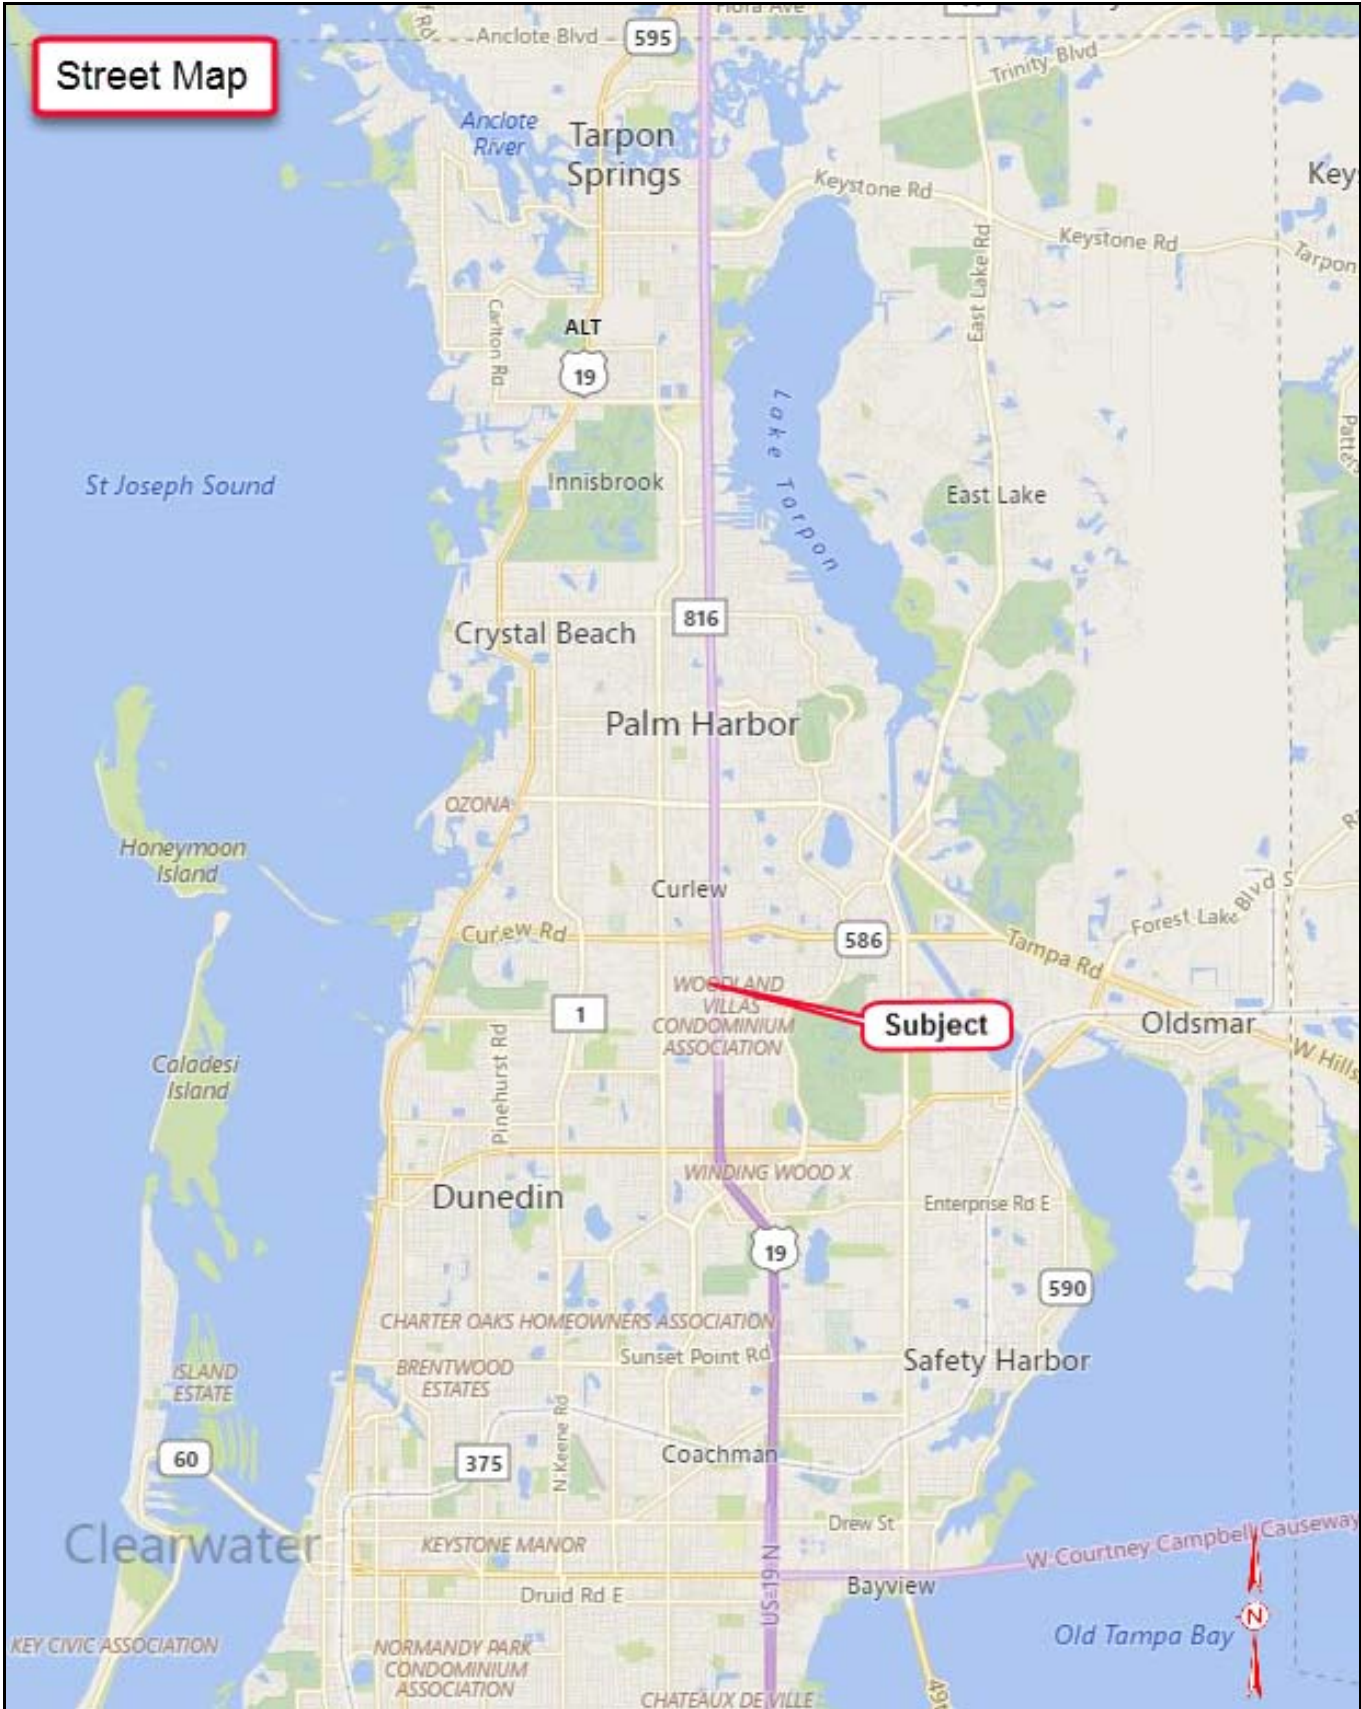 Anclote Blvd
595
Trinity Blvd
Street Map
Anclote
River
Tarpon
Springs
Keystone Rd
Keystone Rd
Tarpon
East Lake Rd
Carlton Rd
ALT
19
Lake Tarpon
St Joseph Sound
Innisbrook
East Lake
816
Crystal Beach
Palm Harbor
OZONA
Honeymoon
Island
Curlew
Forest Lake Blvd S
Curlew Rd
586
Tampa Rd
WOODLAND
VILLAS
CONDOMINIUM
ASSOCIATION
1
Subject
Oldsmar
W Hills
Caladesi
Island
Pinehurst Rd
WINDING WOOD X
Dunedin
Enterprise Rd E
19
590
CHARTER OAKS HOMEOWNERS ASSOCIATION
Sunset Point Rd
Safety Harbor
ISLAND
ESTATE
BRENTWOOD
ESTATES
N Keene Rd
60
375
Coachman
Drew St
Clearwater
KEYSTONE MANOR
W Courtney Campbell Causeway
US-19 N
Druid Rd E
Bayview
N
Old Tampa Bay
KEY CIVIC ASSOCIATION
NORMANDY PARK
CONDOMINIUM
ASSOCIATION
CHATEAUX DE VILLE